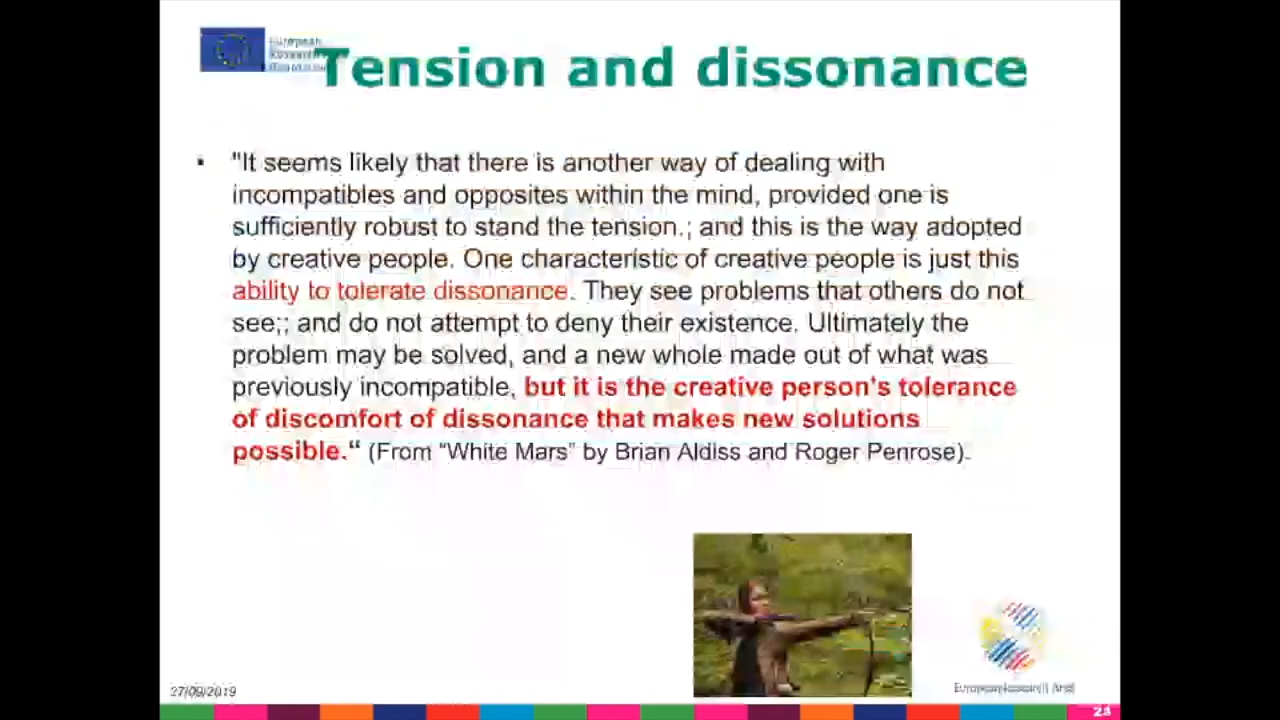 European
Tension and dissonance
▪ "It seems likely that there is another way of dealing with
incompatibles and opposites within the mind, provided one is
sufficiently robust to stand the tension.; and this is the way adopted
by creative people. One characteristic of creative people is just this
ability to tolerate dissonance. They see problems that others do not
see;; and do not attempt to deny their existence. Ultimately the
problem may be solved, and a new whole made out of what was
previously incompatible, but it is the creative person's tolerance
of discomfort of dissonance that makes new solutions
possible.“ (From “White Mars” by Brian Aldiss and Roger Penrose).
27/09/2019